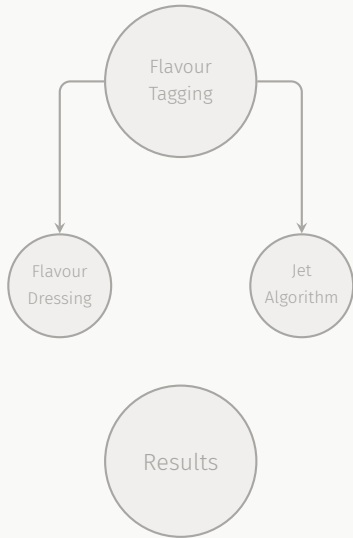 Flavour
Tagging
Flavour
Dressing
Jet
Algorithm
Results